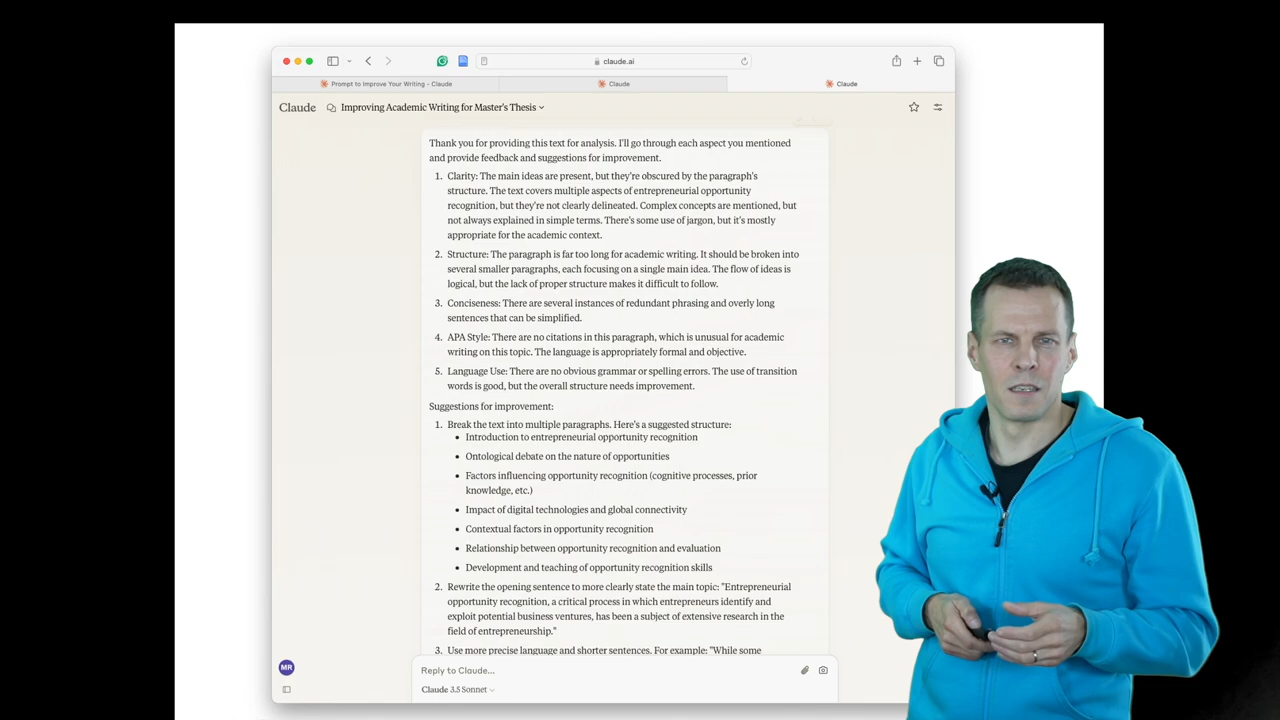 claude.ai
Prompt to Improve Your Writing - Claude
Claude
Claude
Claude
Improving Academic Writing for Master's Thesis
Thank you for providing this text for analysis. I'll go through each aspect you mentioned
and provide feedback and suggestions for improvement.
1. Clarity: The main ideas are present, but they're obscured by the paragraph's
structure. The text covers multiple aspects of entrepreneurial opportunity
recognition, but they're not clearly delineated. Complex concepts are mentioned, but
not always explained in simple terms. There's some use of jargon, but it's mostly
appropriate for the academic context.
2. Structure: The paragraph is far too long for academic writing. It should be broken into
several smaller paragraphs, each focusing on a single main idea. The flow of ideas is
logical, but the lack of proper structure makes it difficult to follow.
3. Conciseness: There are several instances of redundant phrasing and overly long
sentences that can be simplified.
4. APA Style: There are no citations in this paragraph, which is unusual for academic
writing on this topic. The language is appropriately formal and objective.
5. Language Use: There are no obvious grammar or spelling errors. The use of transition
words is good, but the overall structure needs improvement.
Suggestions for improvement:
1. Break the text into multiple paragraphs. Here's a suggested structure:
• Introduction to entrepreneurial opportunity recognition
• Ontological debate on the nature of opportunities
• Factors influencing opportunity recognition (cognitive processes, prior
knowledge, etc.)
• Impact of digital technologies and global connectivity
• Contextual factors in opportunity recognition
• Relationship between opportunity recognition and evaluation
• Development and teaching of opportunity recognition skills
2. Rewrite the opening sentence to more clearly state the main topic: "Entrepreneurial
opportunity recognition, a critical process in which entrepreneurs identify and
exploit potential business ventures, has been a subject of extensive research in the
field of entrepreneurship."
3. Use more precise language and shorter sentences. For example: "While some
MR
Reply to Claude...
Claude 3.5 Sonnet